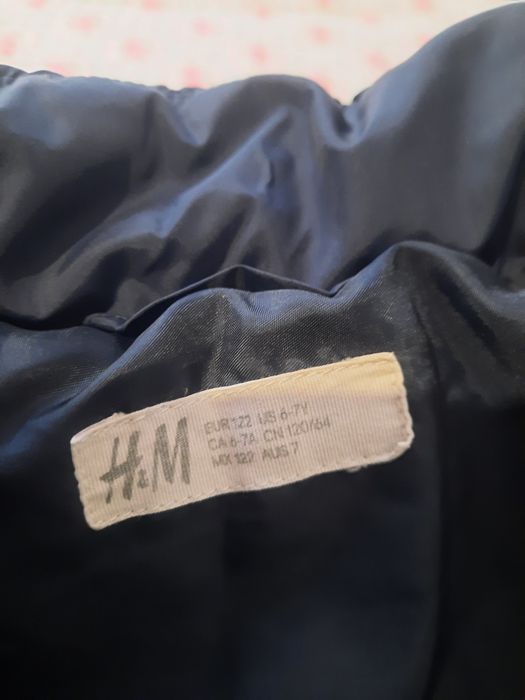 H&M
EUR 122 US 6-7Y
CA 6-7A CN 120/64
MX 122 AUS 7